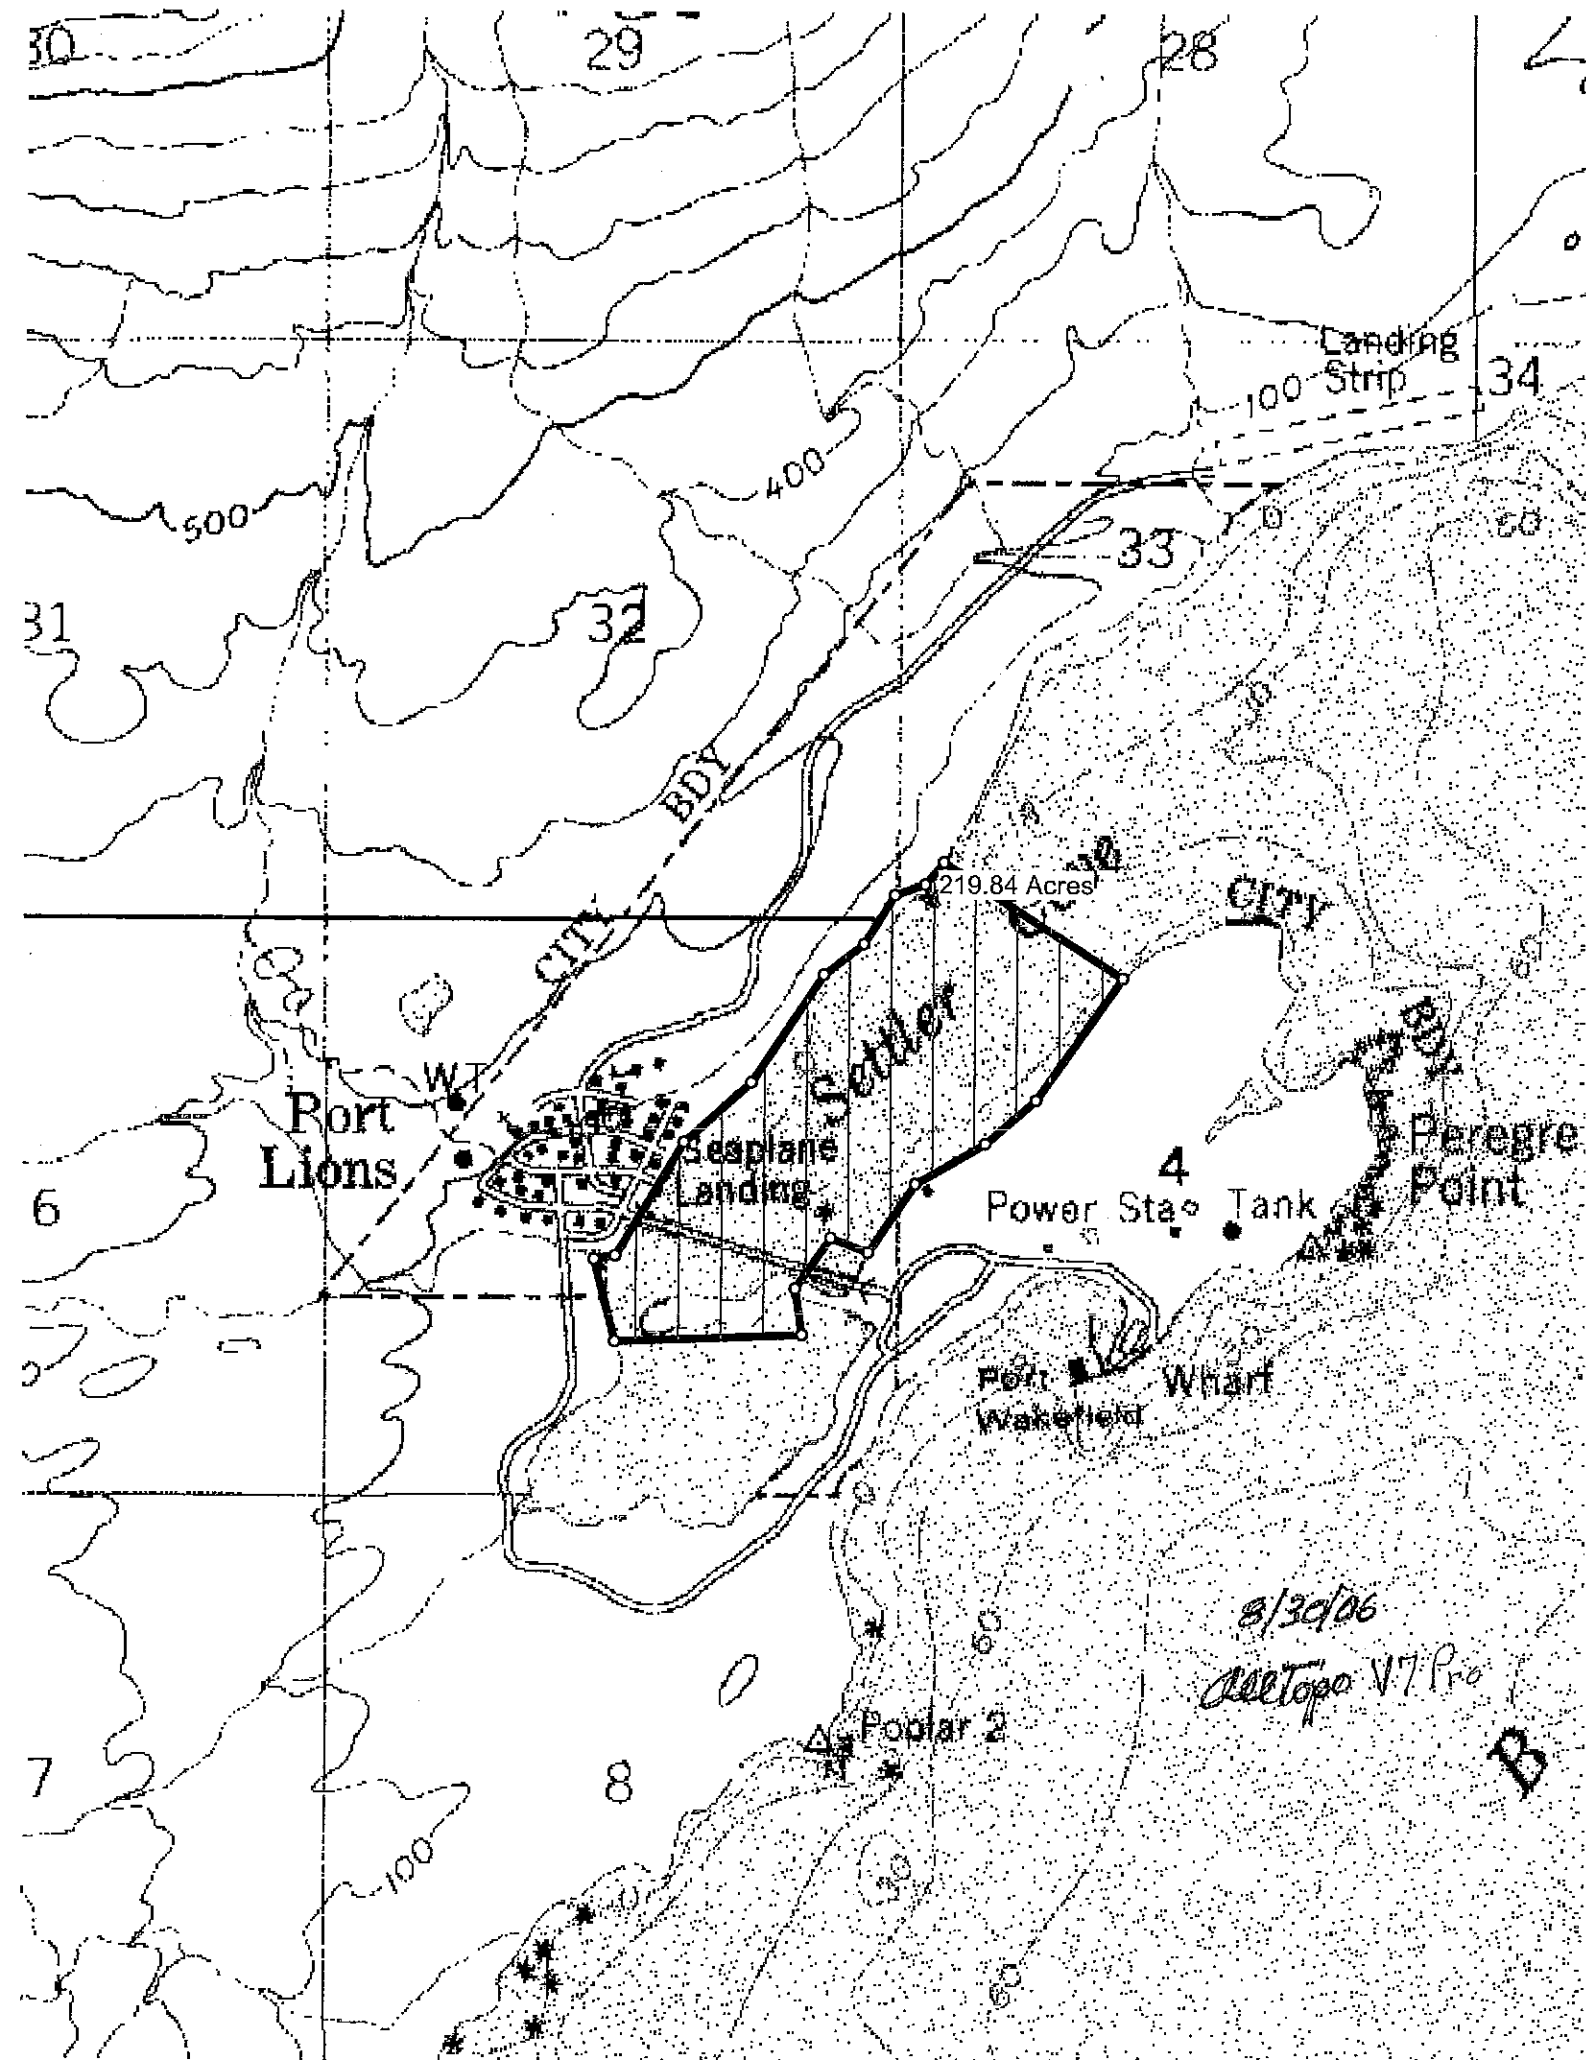 30
29
28
Landing
Strip
34
100
400
500
33
31
32
BDY
CITY
219.84 Acres
Cove
CITY
BDY
Settler
WT
Port
Lions
Seaplane
Landing
Peregre
Point
4
6
Power Sta
Tank
Port
Wakefield
Wharf
8/30/06
AllTopo V7 Pro
Poplar 2
7
8
B
100
30